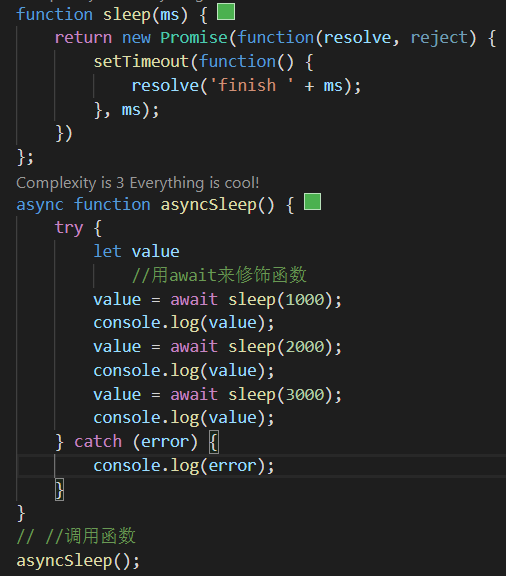 function sleep(ms) {
return new Promise(function(resolve, reject) {
setTimeout(function() {
resolve('finish ' + ms);
}, ms);
})
};
Complexity is 3 Everything is cool!
async function asyncSleep() {
try {
let value
//用await来修饰函数
value = await sleep(1000);
console.log(value);
value = await sleep(2000);
console.log(value);
value = await sleep(3000);
console.log(value);
} catch (error) {
console.log(error);
}
}
// //调用函数
asyncSleep();